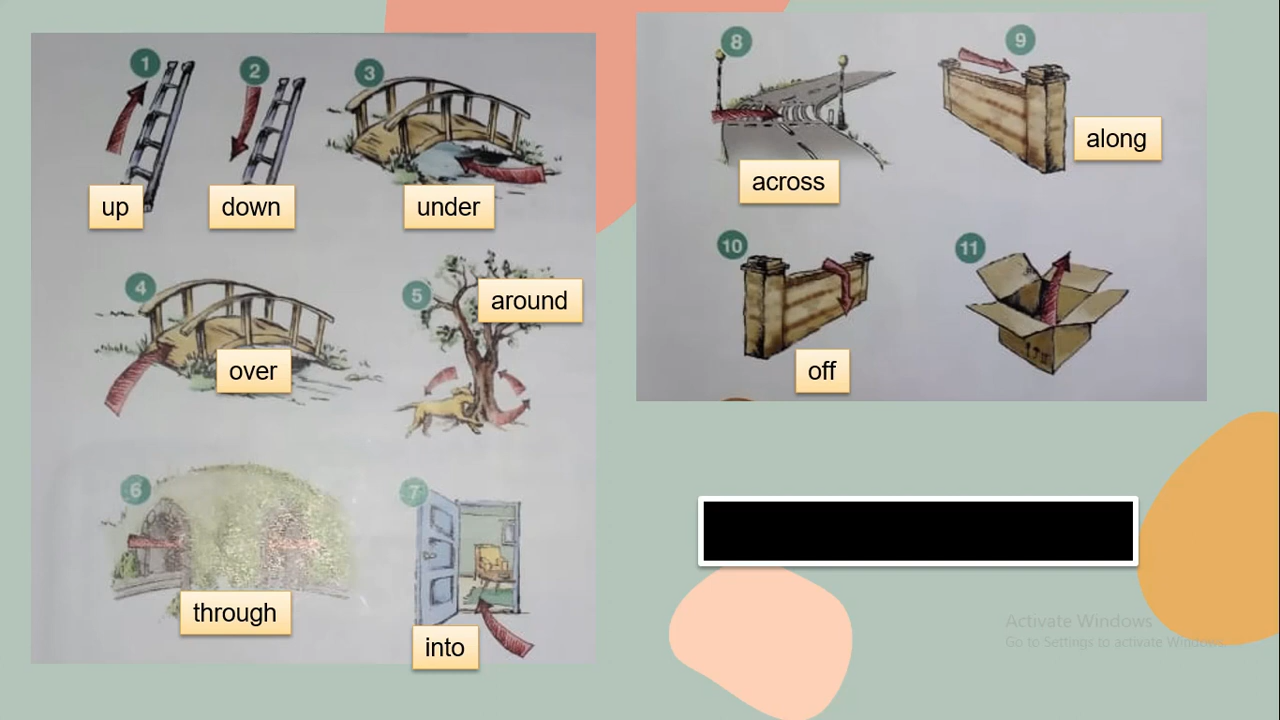 1
2
3
up
down
under
4
5
around
over
6
7
through
into
8
9
along
across
10
11
off
Activate Windows
Go to Settings to activate Windows.